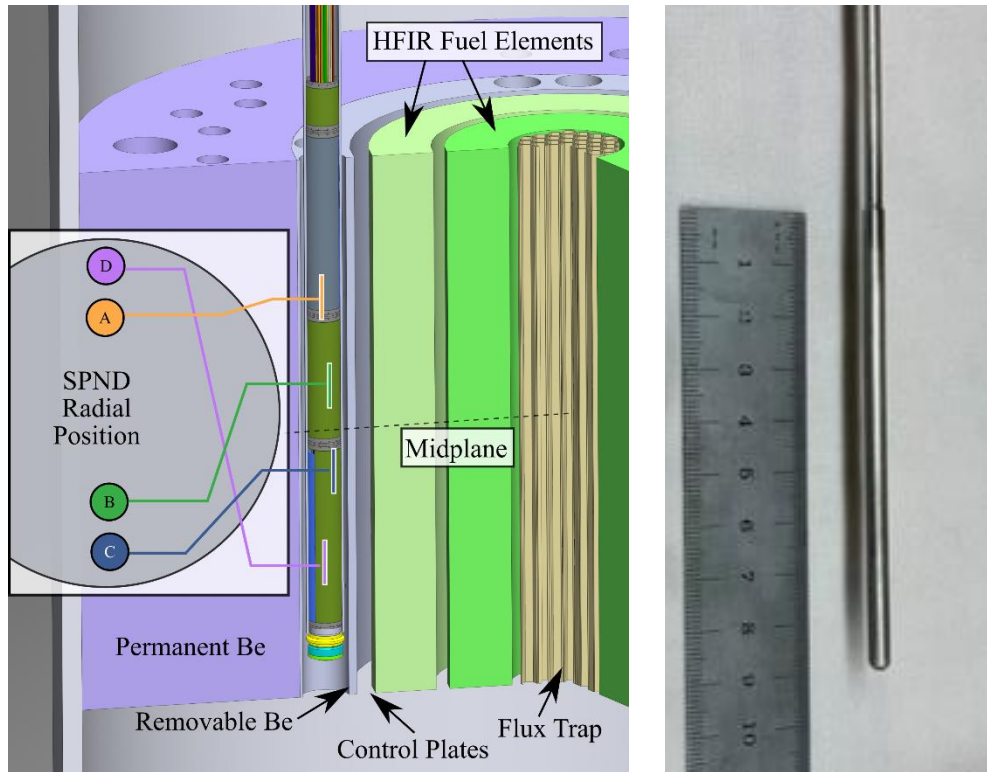 HFIR Fuel Elements
D
A
SPND
Radial
Position
B
C
Midplane
Permanent Be
Removable Be
Control Plates
Flux Trap
1
2
3
4
5
6
7
8
9
10